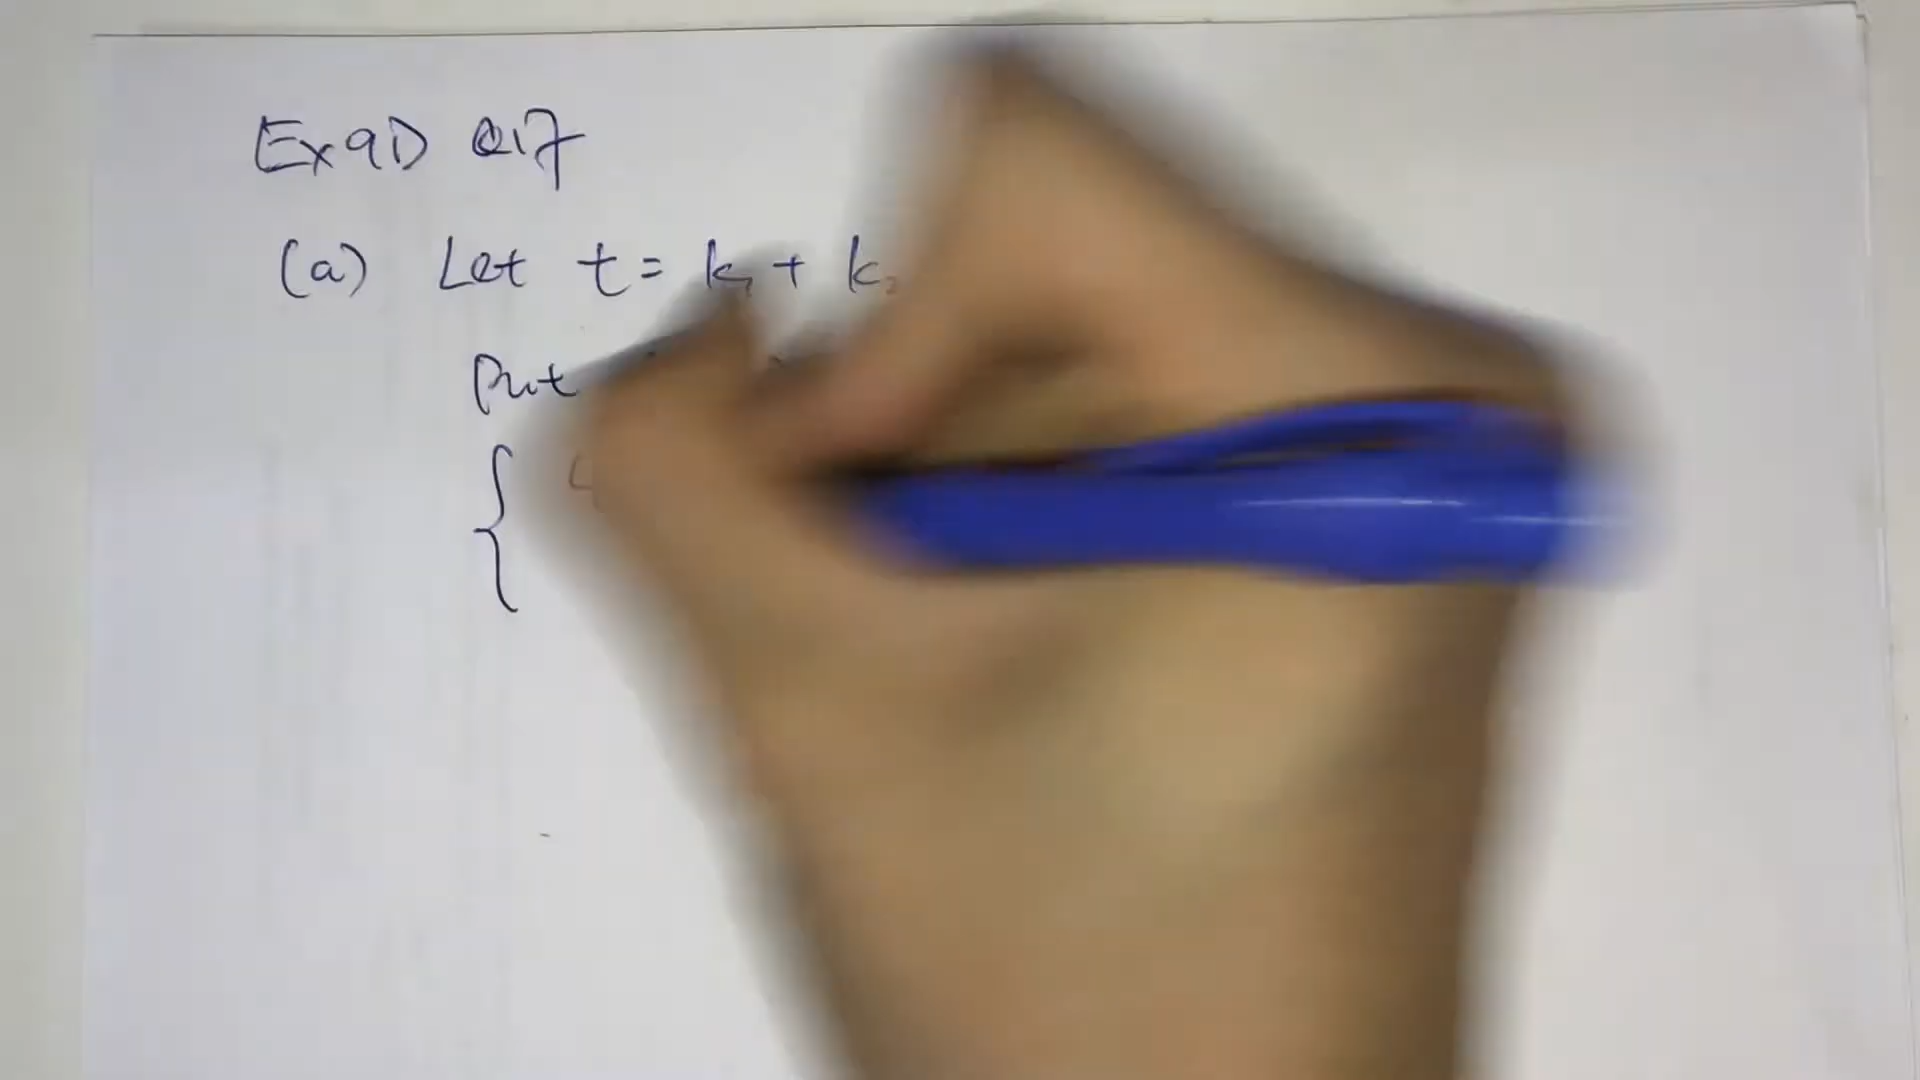 Ex9D Q17
(a) Let t = k₁ + k₂
Put
{